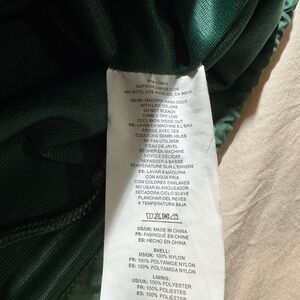 HUFWORLDWIDE.COM
LOS ANGELES, CA
US/UK: MACHINE WASH COLD
WITH LIKE COLORS
DO NOT BLEACH
TUMBLE DRY LOW
COOL IRON INSIDE OUT
FR: LAVER EN MACHINE À L'EAU
FROIDE AVEC DES
COULEURS SEMBLABLES
NE PAS UTILISER
D'EAU DE JAVEL
SÉCHER EN MACHINE
À CYCLE DÉLICAT
REPASSER À L'ENVERS
À TEMPÉRATURE DOUCE
ES: LAVAR A MÁQUINA
CON AGUA FRÍA
CON COLORES SIMILARES
NO USAR BLANQUEADOR
SECADORA CICLO SUAVE
PLANCHAR DEL REVÉS
A TEMPERATURA BAJA
US/UK: MADE IN CHINA
FR: FABRIQUÉ EN CHINE
ES: HECHO EN CHINA
SHELL:
US/UK: 100% NYLON
FR: 100% POLYAMIDE NYLON
ES: 100% POLIAMIDA NYLON
LINING:
US/UK: 100% POLYESTER
FR: 100% POLYESTER
ES: 100% POLIÉSTER